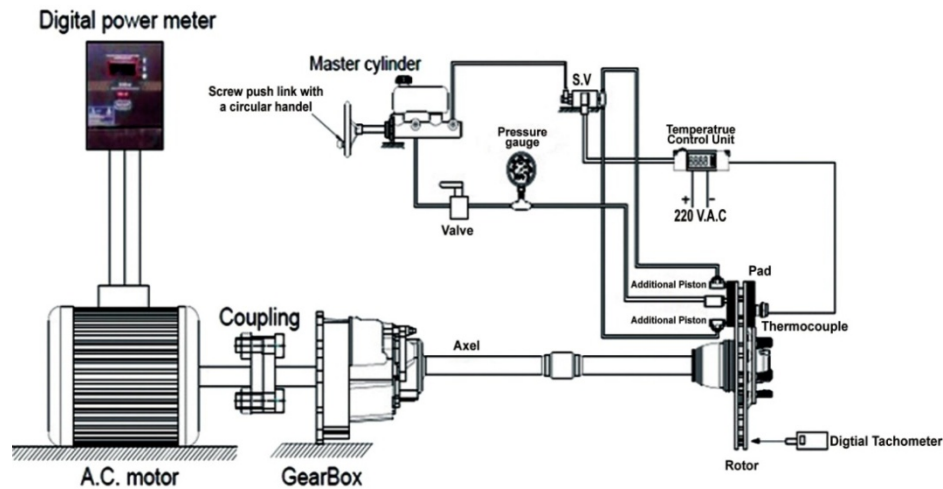 Digital power meter
Master cylinder
S.V
Screw push link with
a circular handel
Pressure
gauge
Temperatrue
Control Unit
+ −
220 V.A.C
Valve
Pad
Additional Piston
Additional Piston
Thermocouple
Coupling
Axel
Digtial Tachometer
Rotor
A.C. motor
GearBox